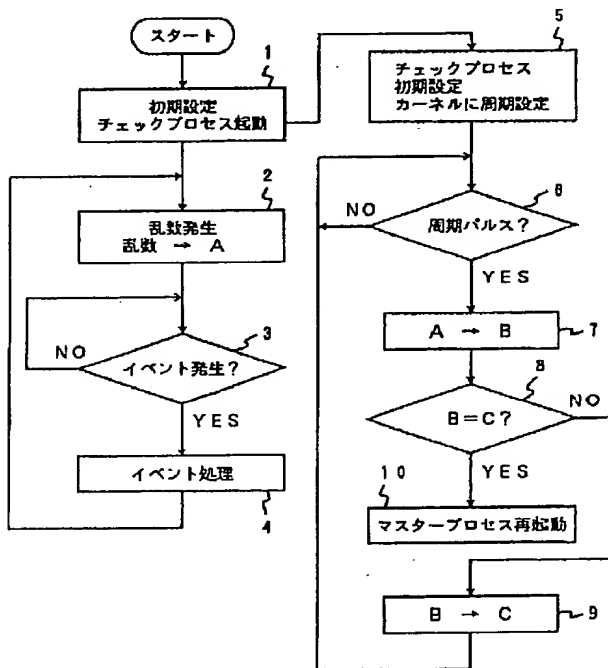 スタート
1
初期設定
チェックプロセス起動
2
乱数発生
乱数 → A
3
イベント発生?
NO
YES
イベント処理
4
5
チェックプロセス
初期設定
カーネルに周期設定
6
周期パルス?
NO
YES
A → B
7
8
B=C?
NO
YES
10
マスタープロセス再起動
B → C
9